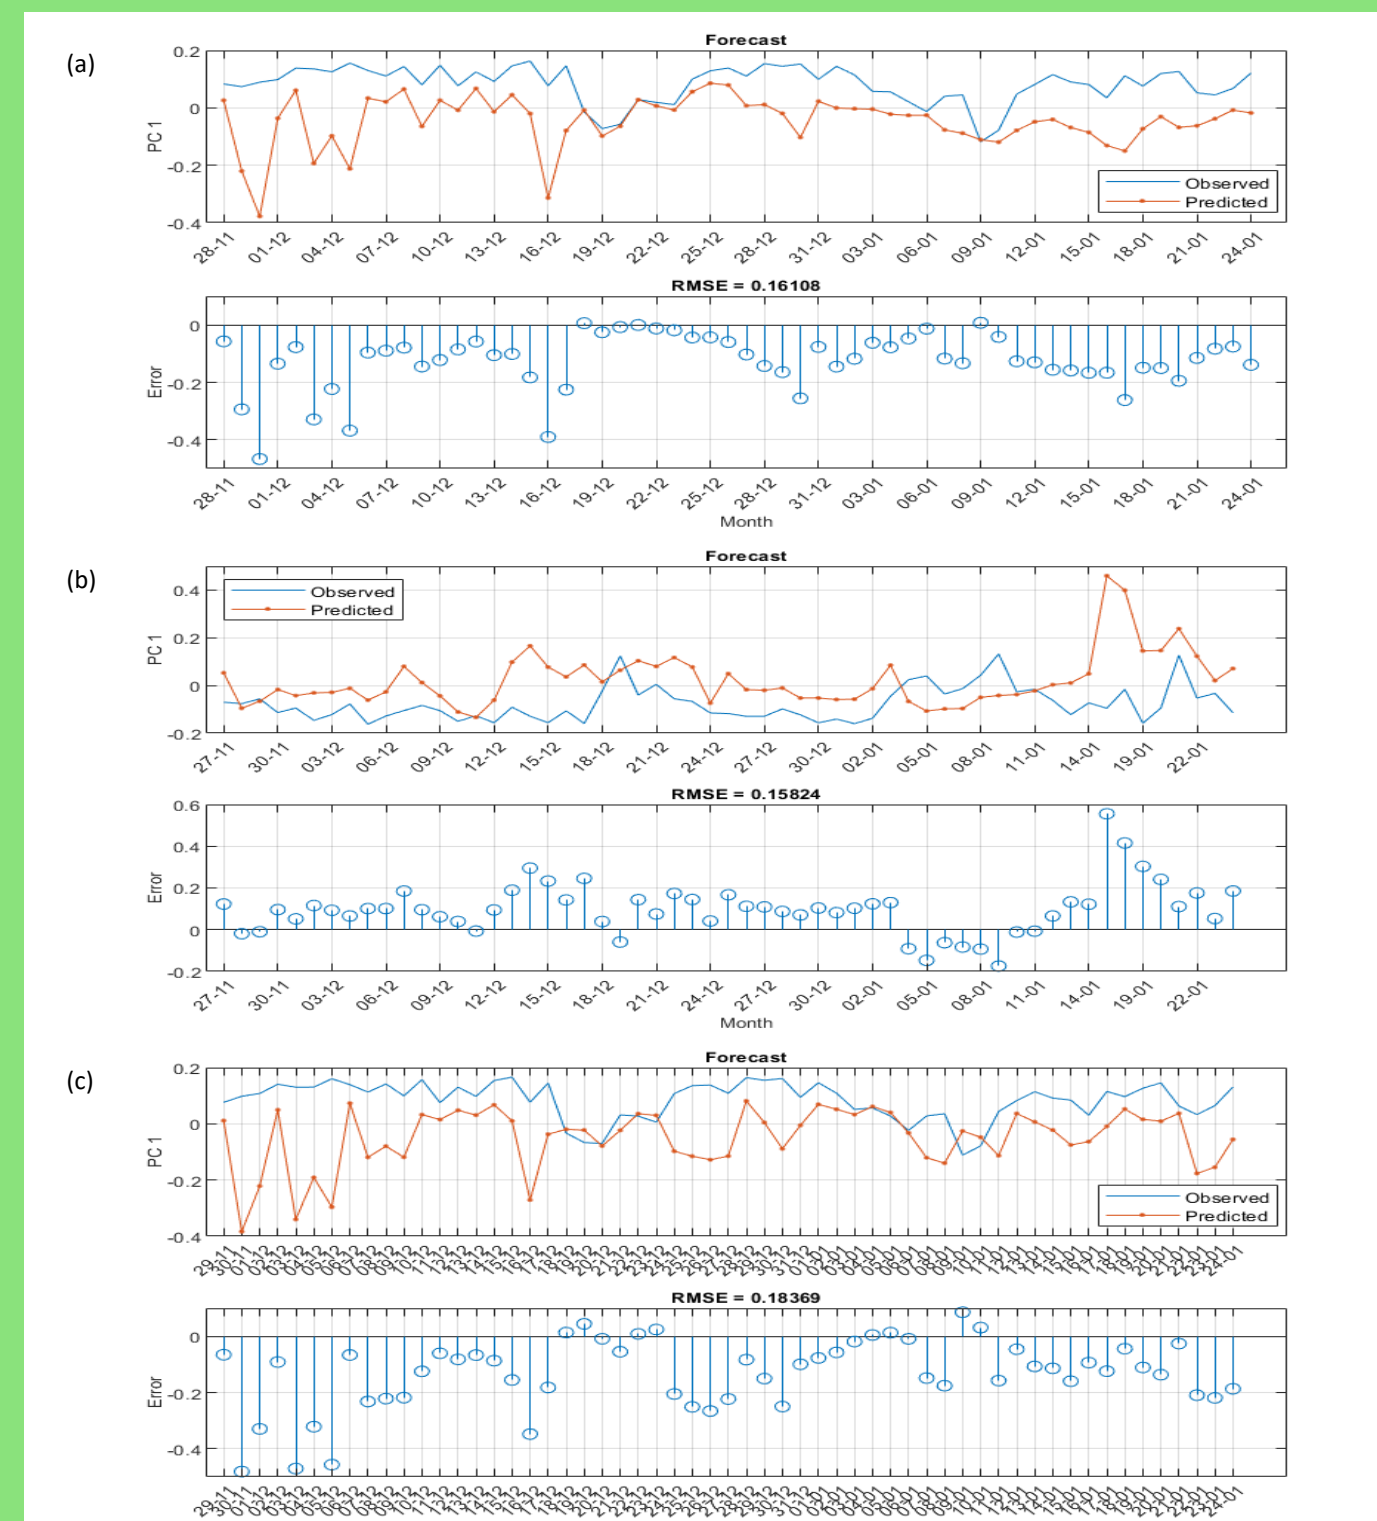 (a)
Forecast
PC 1
0.2
0
-0.2
-0.4
Observed
Predicted
28-11 01-12 04-12 07-12 10-12 13-12 16-12 19-12 22-12 25-12 28-12 31-12 03-01 06-01 09-01 12-01 15-01 18-01 21-01 24-01
RMSE = 0.16108
Error
0
-0.2
-0.4
28-11 01-12 04-12 07-12 10-12 13-12 16-12 19-12 22-12 25-12 28-12 31-12 03-01 06-01 09-01 12-01 15-01 18-01 21-01 24-01
Month
(b)
Forecast
PC 1
0.4
0.2
0
-0.2
Observed
Predicted
27-11 30-11 03-12 06-12 09-12 12-12 15-12 18-12 21-12 24-12 27-12 30-12 02-01 05-01 08-01 11-01 14-01 19-01 22-01
RMSE = 0.15824
Error
0.6
0.4
0.2
0
-0.2
27-11 30-11 03-12 06-12 09-12 12-12 15-12 18-12 21-12 24-12 27-12 30-12 02-01 05-01 08-01 11-01 14-01 19-01 22-01
Month
(c)
Forecast
PC 1
0.2
0
-0.2
-0.4
Observed
Predicted
RMSE = 0.18369
Error
0
-0.2
-0.4